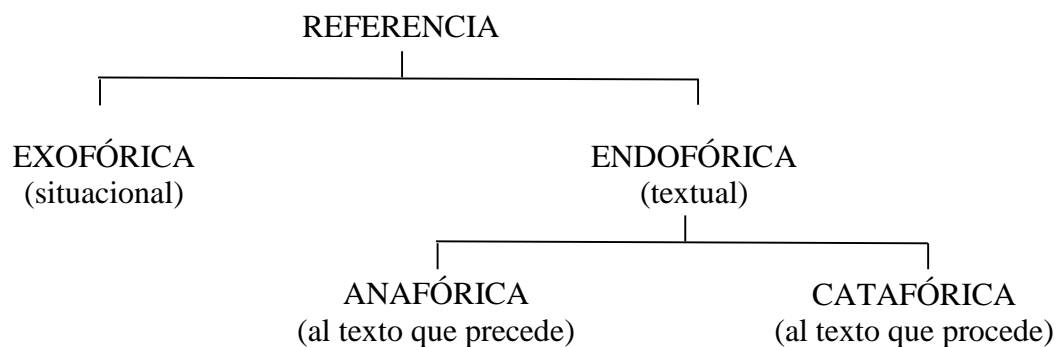 REFERENCIA
EXOFÓRICA
(situacional)
ENDOFÓRICA
(textual)
ANAFÓRICA
(al texto que precede)
CATAFÓRICA
(al texto que procede)